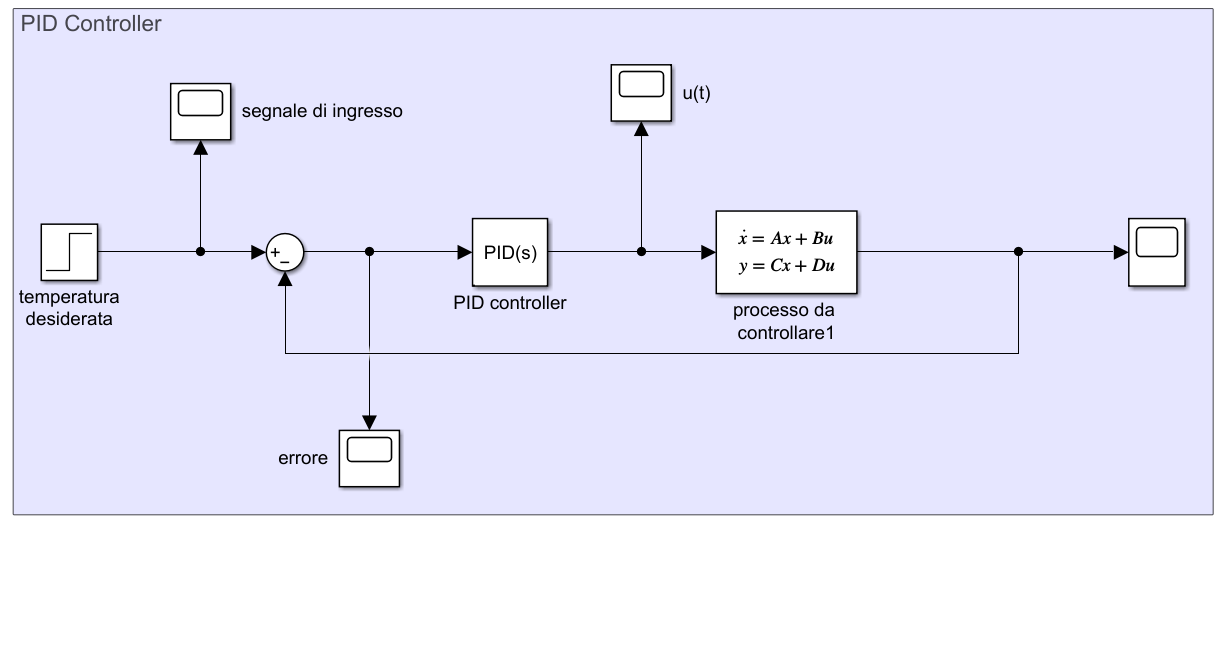 PID Controller
segnale di ingresso
u(t)
temperatura
desiderata
+
−
PID(s)
PID controller
ẋ = Ax + Bu
y = Cx + Du
processo da
controllare1
errore